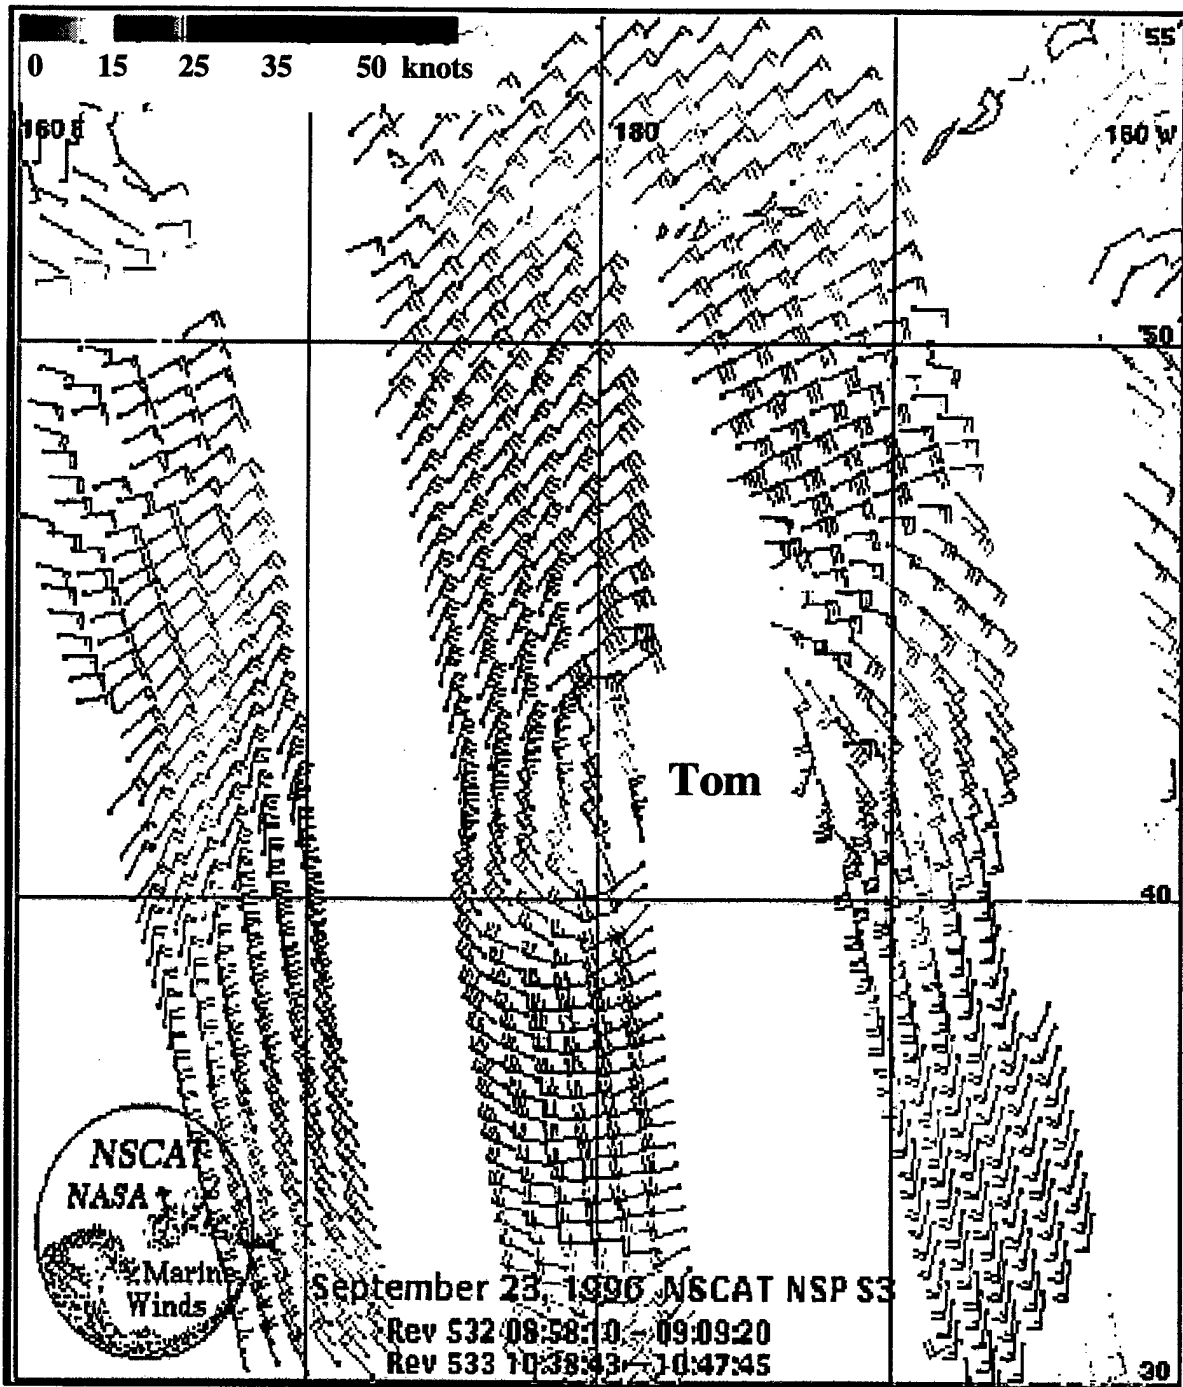 0 15 25 35 50 knots
55
160 E 180 160 W
50
Tom
40
NSCAT
NASA
Marine
Winds
September 23, 1996 NSCAT NSP S3
Rev 532 08:58:10 - 09:09:20
Rev 533 10:38:43 - 10:47:45
30